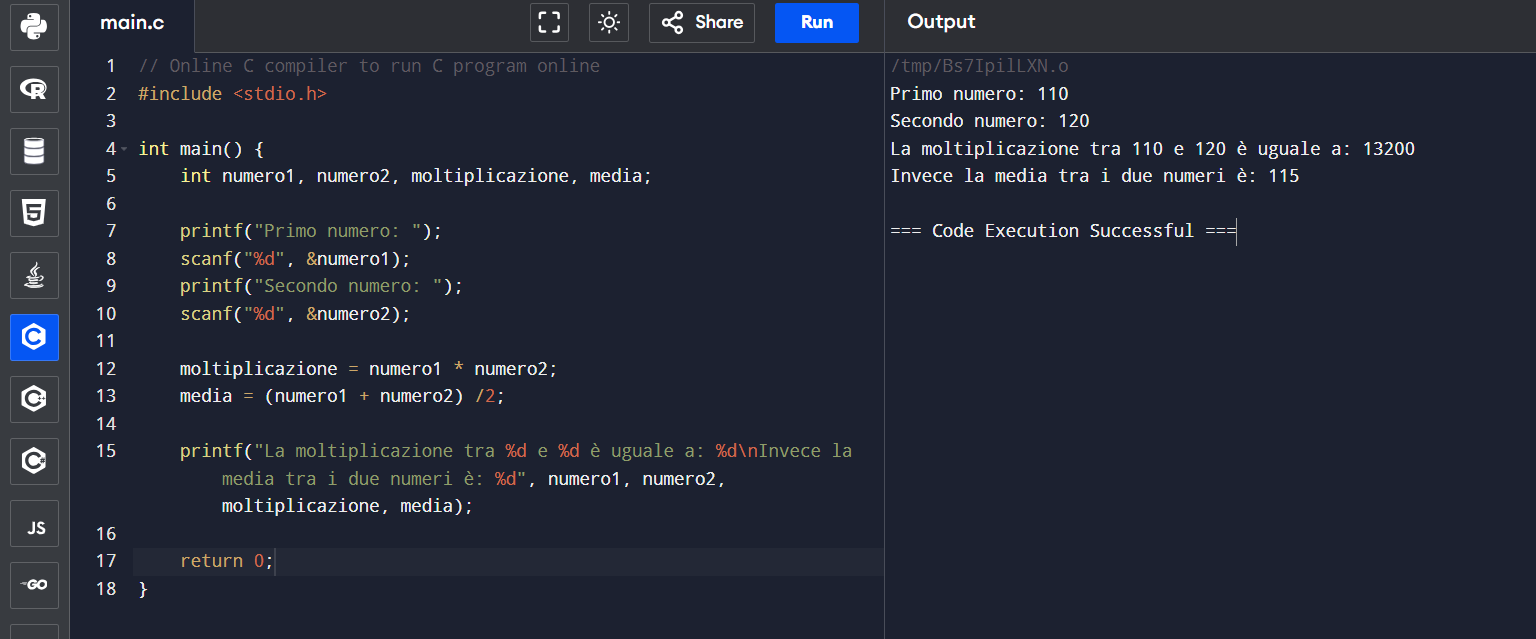 main.c
Share
Run
Output
1 // Online C compiler to run C program online
2 #include <stdio.h>
3
4 int main() {
5 int numero1, numero2, moltiplicazione, media;
6
7 printf("Primo numero: ");
8 scanf("%d", &numero1);
9 printf("Secondo numero: ");
10 scanf("%d", &numero2);
11
12 moltiplicazione = numero1 * numero2;
13 media = (numero1 + numero2) /2;
14
15 printf("La moltiplicazione tra %d e %d è uguale a: %d\nInvece la
media tra i due numeri è: %d", numero1, numero2,
moltiplicazione, media);
16
17 return 0;
18 }
/tmp/Bs7IpilLXN.o
Primo numero: 110
Secondo numero: 120
La moltiplicazione tra 110 e 120 è uguale a: 13200
Invece la media tra i due numeri è: 115
=== Code Execution Successful ===
R
5
C
C++
C#
JS
GO